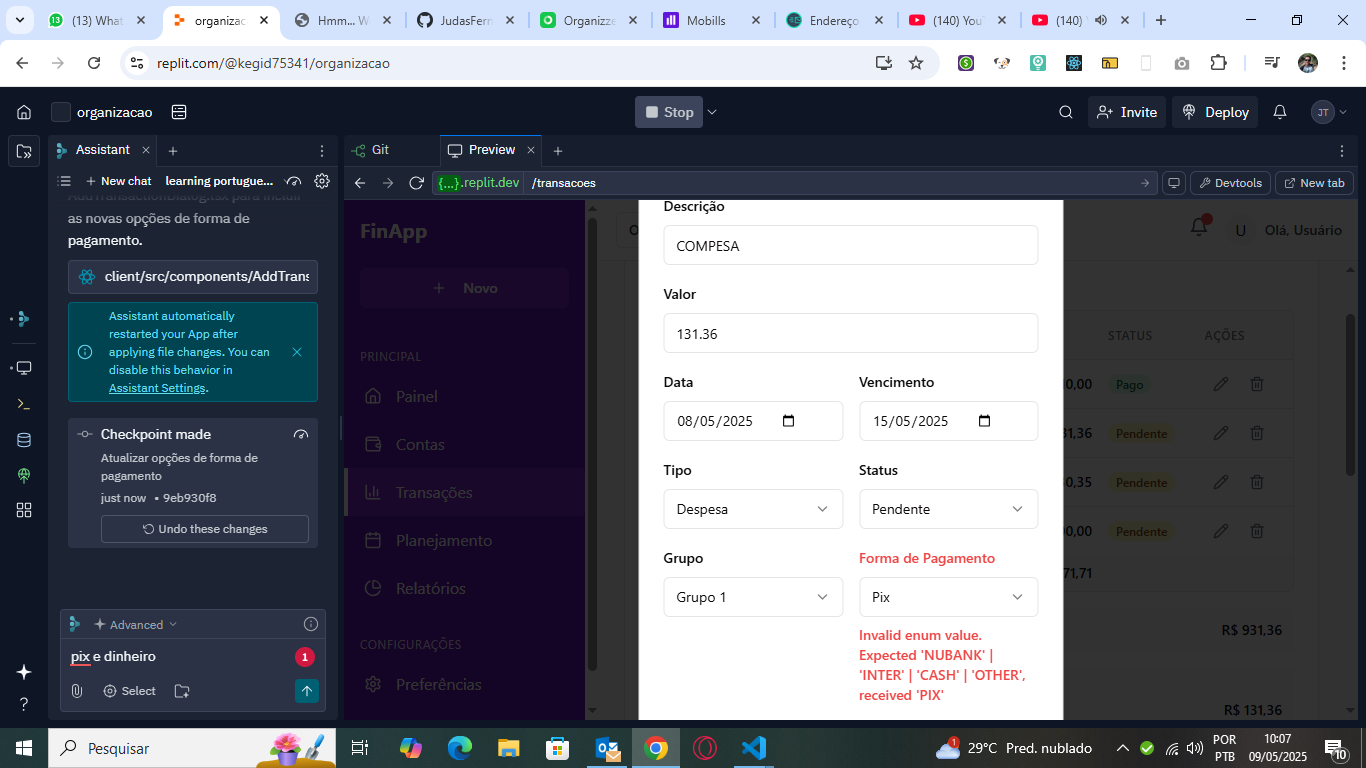 (13) What
organizac
Hmm... W
JudasFern
Organizze
Mobills
Endereço
(140) You
(140)
replit.com/@kegid75341/organizacao
organizacao
Stop
Invite
Deploy
JT
Assistant
Git
Preview
New chat
learning portugue...
{...}.replit.dev
/transacoes
Devtools
New tab
AddTransactionDialog.tsx para incluir
as novas opções de forma de
pagamento.
client/src/components/AddTrans
Assistant automatically
restarted your App after
applying file changes. You can
disable this behavior in
Assistant Settings.
Checkpoint made
Atualizar opções de forma de
pagamento
just now • 9eb930f8
Undo these changes
Advanced
pix e dinheiro
1
Select
FinApp
Novo
PRINCIPAL
Painel
Contas
Transações
Planejamento
Relatórios
CONFIGURAÇÕES
Preferências
Descrição
COMPESA
Valor
131.36
Data
Vencimento
08/05/2025
15/05/2025
Tipo
Status
Despesa
Pendente
Grupo
Forma de Pagamento
Grupo 1
Pix
Invalid enum value.
Expected 'NUBANK' |
'INTER' | 'CASH' | 'OTHER',
received 'PIX'
U
Olá, Usuário
STATUS
AÇÕES
0,00
Pago
31,36
Pendente
0,35
Pendente
00,00
Pendente
71,71
R$ 931,36
R$ 131,36
Pesquisar
1
29°C Pred. nublado
POR
PTB
10:07
09/05/2025
10